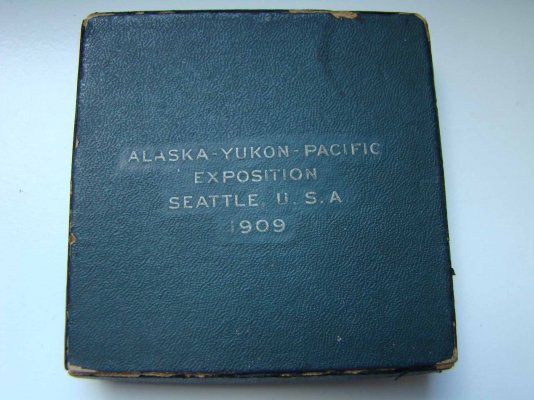 ALASKA-YUKON-PACIFIC
EXPOSITION
SEATTLE, U.S.A.
1909